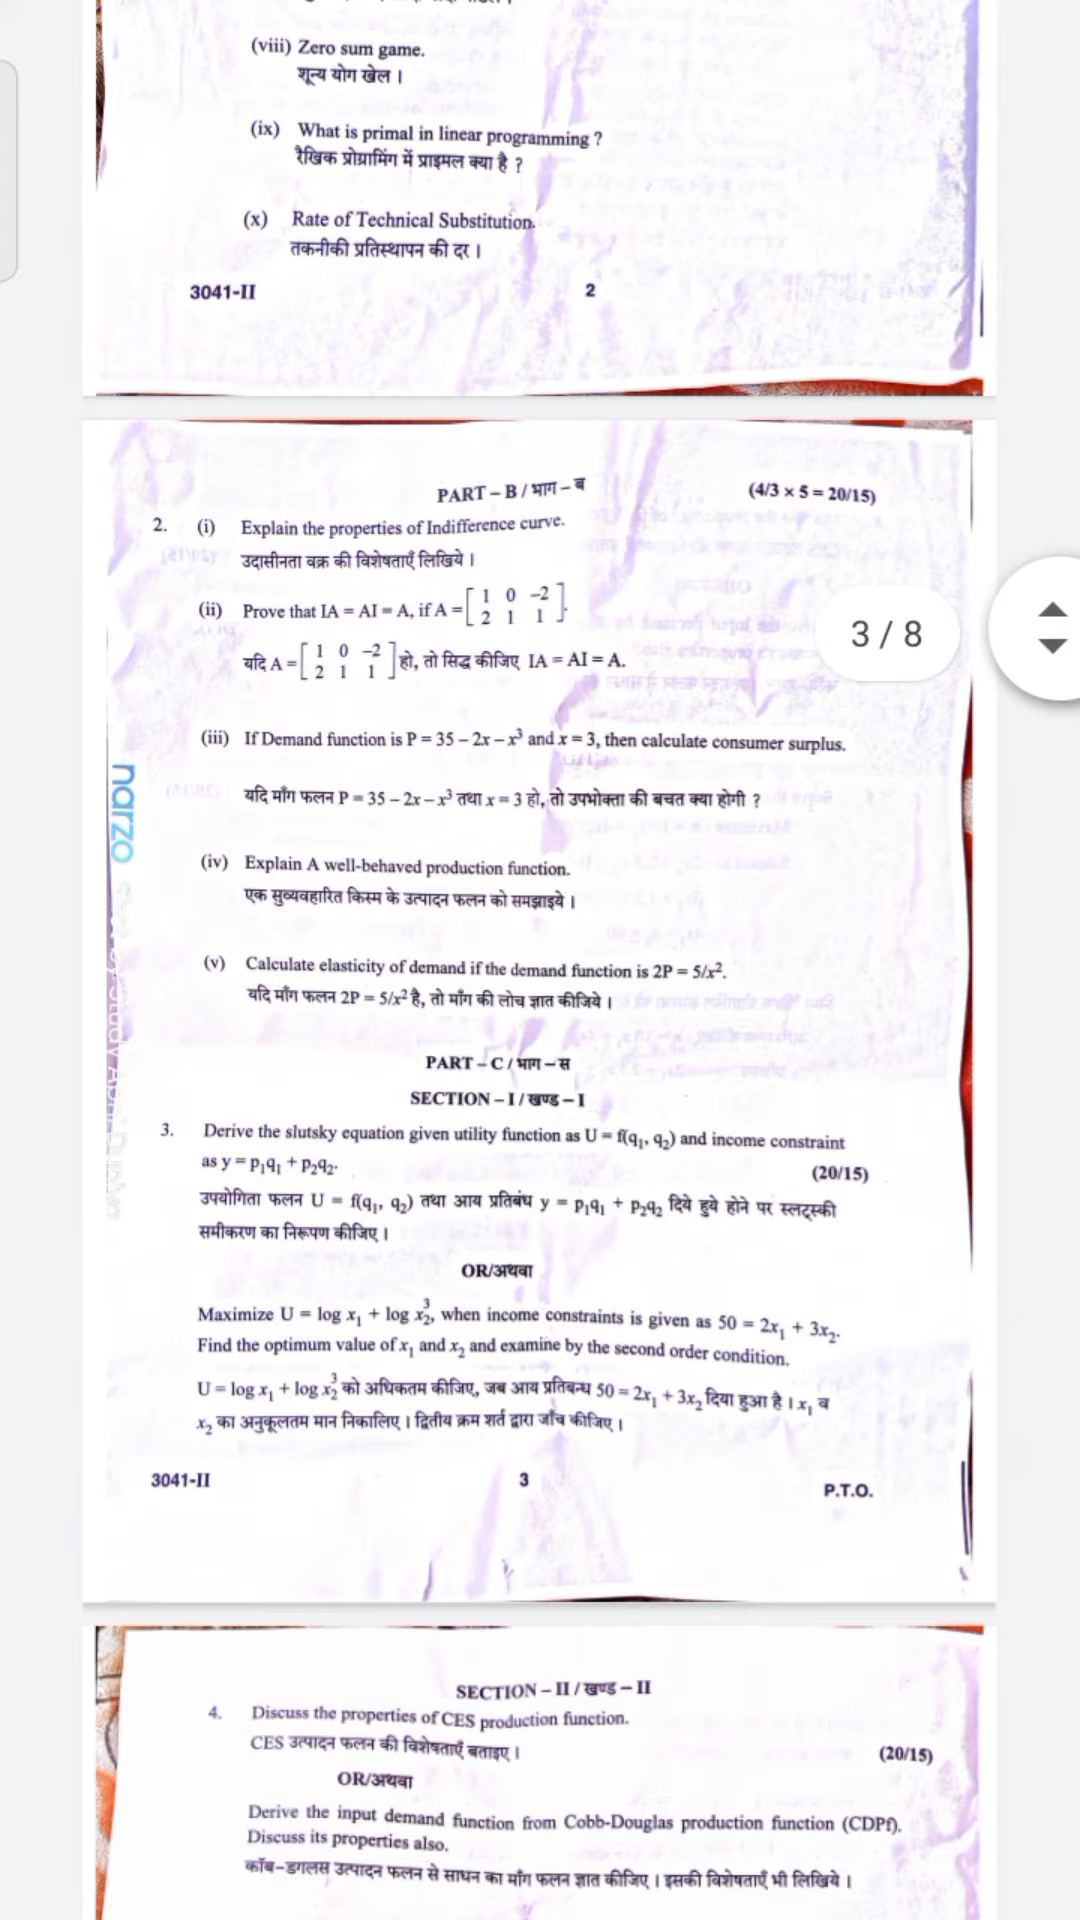 (viii) Zero sum game.
शून्य योग खेल ।
(ix) What is primal in linear programming ?
रैखिक प्रोग्रामिंग में प्राइमल क्या है ?
(x) Rate of Technical Substitution.
तकनीकी प्रतिस्थापन की दर ।
3041-II 2
PART – B / भाग – ब (4/3 × 5 = 20/15)
2. (i) Explain the properties of Indifference curve.
उदासीनता वक्र की विशेषताएँ लिखिये ।
(ii) Prove that IA = AI = A, if A = [1 0 –2; 2 1 1].
3 / 8
यदि A = [1 0 –2; 2 1 1] हो, तो सिद्ध कीजिए IA = AI = A.
(iii) If Demand function is P = 35 – 2x – x³ and x = 3, then calculate consumer surplus.
यदि माँग फलन P = 35 – 2x – x³ तथा x = 3 हो, तो उपभोक्ता की बचत क्या होगी ?
narzo
(iv) Explain A well-behaved production function.
एक सुव्यवहारित किस्म के उत्पादन फलन को समझाइये ।
(v) Calculate elasticity of demand if the demand function is 2P = 5/x².
यदि माँग फलन 2P = 5/x² है, तो माँग की लोच ज्ञात कीजिये ।
PART – C / भाग – स
SECTION – I / खण्ड – I
3. Derive the slutsky equation given utility function as U = f(q₁, q₂) and income constraint
as y = p₁q₁ + p₂q₂. (20/15)
उपयोगिता फलन U = f(q₁, q₂) तथा आय प्रतिबंध y = p₁q₁ + p₂q₂ दिये हुये होने पर स्लट्स्की
समीकरण का निरूपण कीजिए ।
OR/अथवा
Maximize U = log x₁ + log x₂³, when income constraints is given as 50 = 2x₁ + 3x₂.
Find the optimum value of x₁ and x₂ and examine by the second order condition.
U = log x₁ + log x₂³ को अधिकतम कीजिए, जब आय प्रतिबन्ध 50 = 2x₁ + 3x₂ दिया हुआ है । x₁ व
x₂ का अनुकूलतम मान निकालिए । द्वितीय क्रम शर्त द्वारा जाँच कीजिए ।
3041-II 3 P.T.O.
SECTION – II / खण्ड – II
4. Discuss the properties of CES production function.
CES उत्पादन फलन की विशेषताएँ बताइए । (20/15)
OR/अथवा
Derive the input demand function from Cobb-Douglas production function (CDPf).
Discuss its properties also.
कॉब-डगलस उत्पादन फलन से साधन का माँग फलन ज्ञात कीजिए । इसकी विशेषताएँ भी लिखिये ।